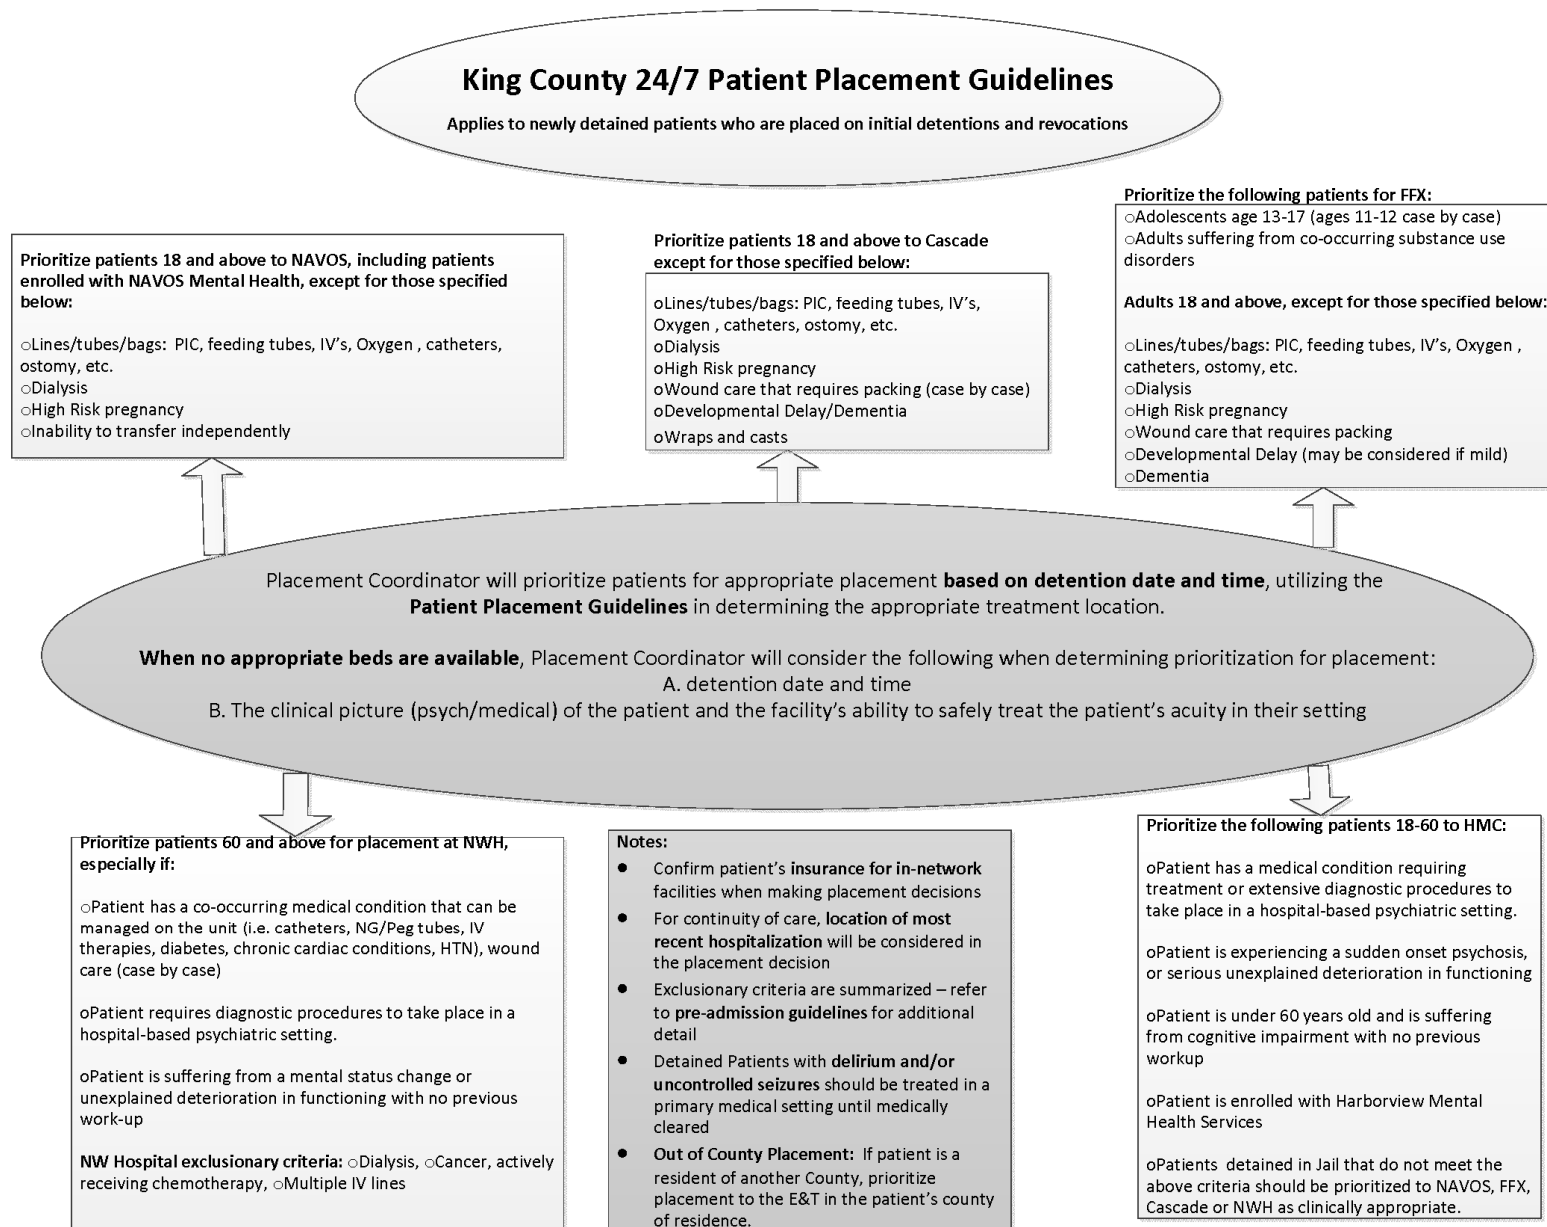 King County 24/7 Patient Placement Guidelines
Applies to newly detained patients who are placed on initial detentions and revocations
Prioritize patients 18 and above to NAVOS, including patients
enrolled with NAVOS Mental Health, except for those specified
below:
○Lines/tubes/bags: PIC, feeding tubes, IV's, Oxygen , catheters,
ostomy, etc.
○Dialysis
○High Risk pregnancy
○Inability to transfer independently
Prioritize patients 18 and above to Cascade
except for those specified below:
oLines/tubes/bags: PIC, feeding tubes, IV's,
Oxygen , catheters, ostomy, etc.
oDialysis
oHigh Risk pregnancy
oWound care that requires packing (case by case)
oDevelopmental Delay/Dementia
oWraps and casts
Prioritize the following patients for FFX:
○Adolescents age 13-17 (ages 11-12 case by case)
○Adults suffering from co-occurring substance use
disorders
Adults 18 and above, except for those specified below:
○Lines/tubes/bags: PIC, feeding tubes, IV's, Oxygen ,
catheters, ostomy, etc.
○Dialysis
○High Risk pregnancy
○Wound care that requires packing
○Developmental Delay (may be considered if mild)
○Dementia
Placement Coordinator will prioritize patients for appropriate placement based on detention date and time, utilizing the
Patient Placement Guidelines in determining the appropriate treatment location.
When no appropriate beds are available, Placement Coordinator will consider the following when determining prioritization for placement:
A. detention date and time
B. The clinical picture (psych/medical) of the patient and the facility's ability to safely treat the patient's acuity in their setting
Prioritize patients 60 and above for placement at NWH,
especially if:
○Patient has a co-occurring medical condition that can be
managed on the unit (i.e. catheters, NG/Peg tubes, IV
therapies, diabetes, chronic cardiac conditions, HTN), wound
care (case by case)
oPatient requires diagnostic procedures to take place in a
hospital-based psychiatric setting.
oPatient is suffering from a mental status change or
unexplained deterioration in functioning with no previous
work-up
NW Hospital exclusionary criteria: ○Dialysis, ○Cancer, actively
receiving chemotherapy, ○Multiple IV lines
Notes:
● Confirm patient's insurance for in-network
facilities when making placement decisions
● For continuity of care, location of most
recent hospitalization will be considered in
the placement decision
● Exclusionary criteria are summarized – refer
to pre-admission guidelines for additional
detail
● Detained Patients with delirium and/or
uncontrolled seizures should be treated in a
primary medical setting until medically
cleared
● Out of County Placement: If patient is a
resident of another County, prioritize
placement to the E&T in the patient's county
of residence.
Prioritize the following patients 18-60 to HMC:
oPatient has a medical condition requiring
treatment or extensive diagnostic procedures to
take place in a hospital-based psychiatric setting.
oPatient is experiencing a sudden onset psychosis,
or serious unexplained deterioration in functioning
oPatient is under 60 years old and is suffering
from cognitive impairment with no previous
workup
oPatient is enrolled with Harborview Mental
Health Services
oPatients detained in Jail that do not meet the
above criteria should be prioritized to NAVOS, FFX,
Cascade or NWH as clinically appropriate.